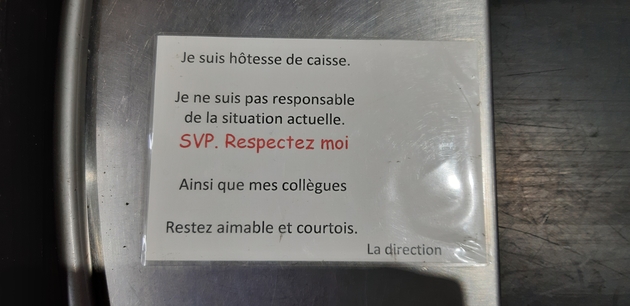 Je suis hôtesse de caisse.
Je ne suis pas responsable
de la situation actuelle.
SVP. Respectez moi
Ainsi que mes collègues
Restez aimable et courtois.
La direction